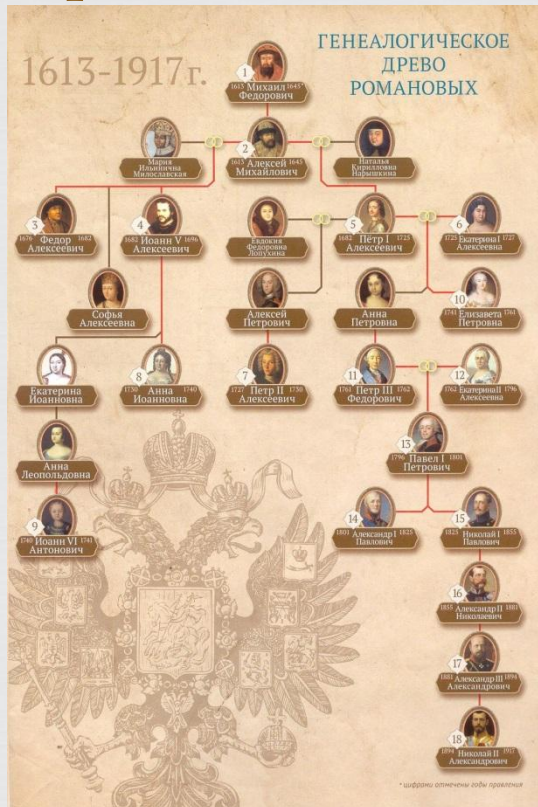 1613-1917г.
ГЕНЕАЛОГИЧЕСКОЕ
ДРЕВО
РОМАНОВЫХ
1
1613 Михаил 1645*
Федорович
Мария
Ильинична
Милославская
2
1613 Алексей 1645
Михайлович
Наталья
Кирилловна
Нарышкина
3
1676 Федор 1682
Алексеевич
4
1682 Иоанн V 1696
Алексеевич
Евдокия
Федоровна
Лопухина
5
1682 Пётр I 1725
Алексеевич
6
1725 Екатерина I 1727
Алексеевна
Софья
Алексеевна
Алексей
Петрович
Анна
Петровна
10
1741 Елизавета 1761
Петровна
Екатерина
Иоанновна
8
1730 Анна 1740
Иоанновна
7
1727 Петр II 1730
Алексеевич
11
1761 Петр III 1762
Федорович
12
1762 Екатерина II 1796
Алексеевна
Анна
Леопольдовна
13
1796 Павел I 1801
Петрович
9
1740 Иоанн VI 1741
Антонович
14
1801 Александр I 1825
Павлович
15
1825 Николай I 1855
Павлович
16
1855 Александр II 1881
Николаевич
17
1881 Александр III 1894
Александрович
18
1894 Николай II 1917
Александрович
* цифрами отмечены годы правления